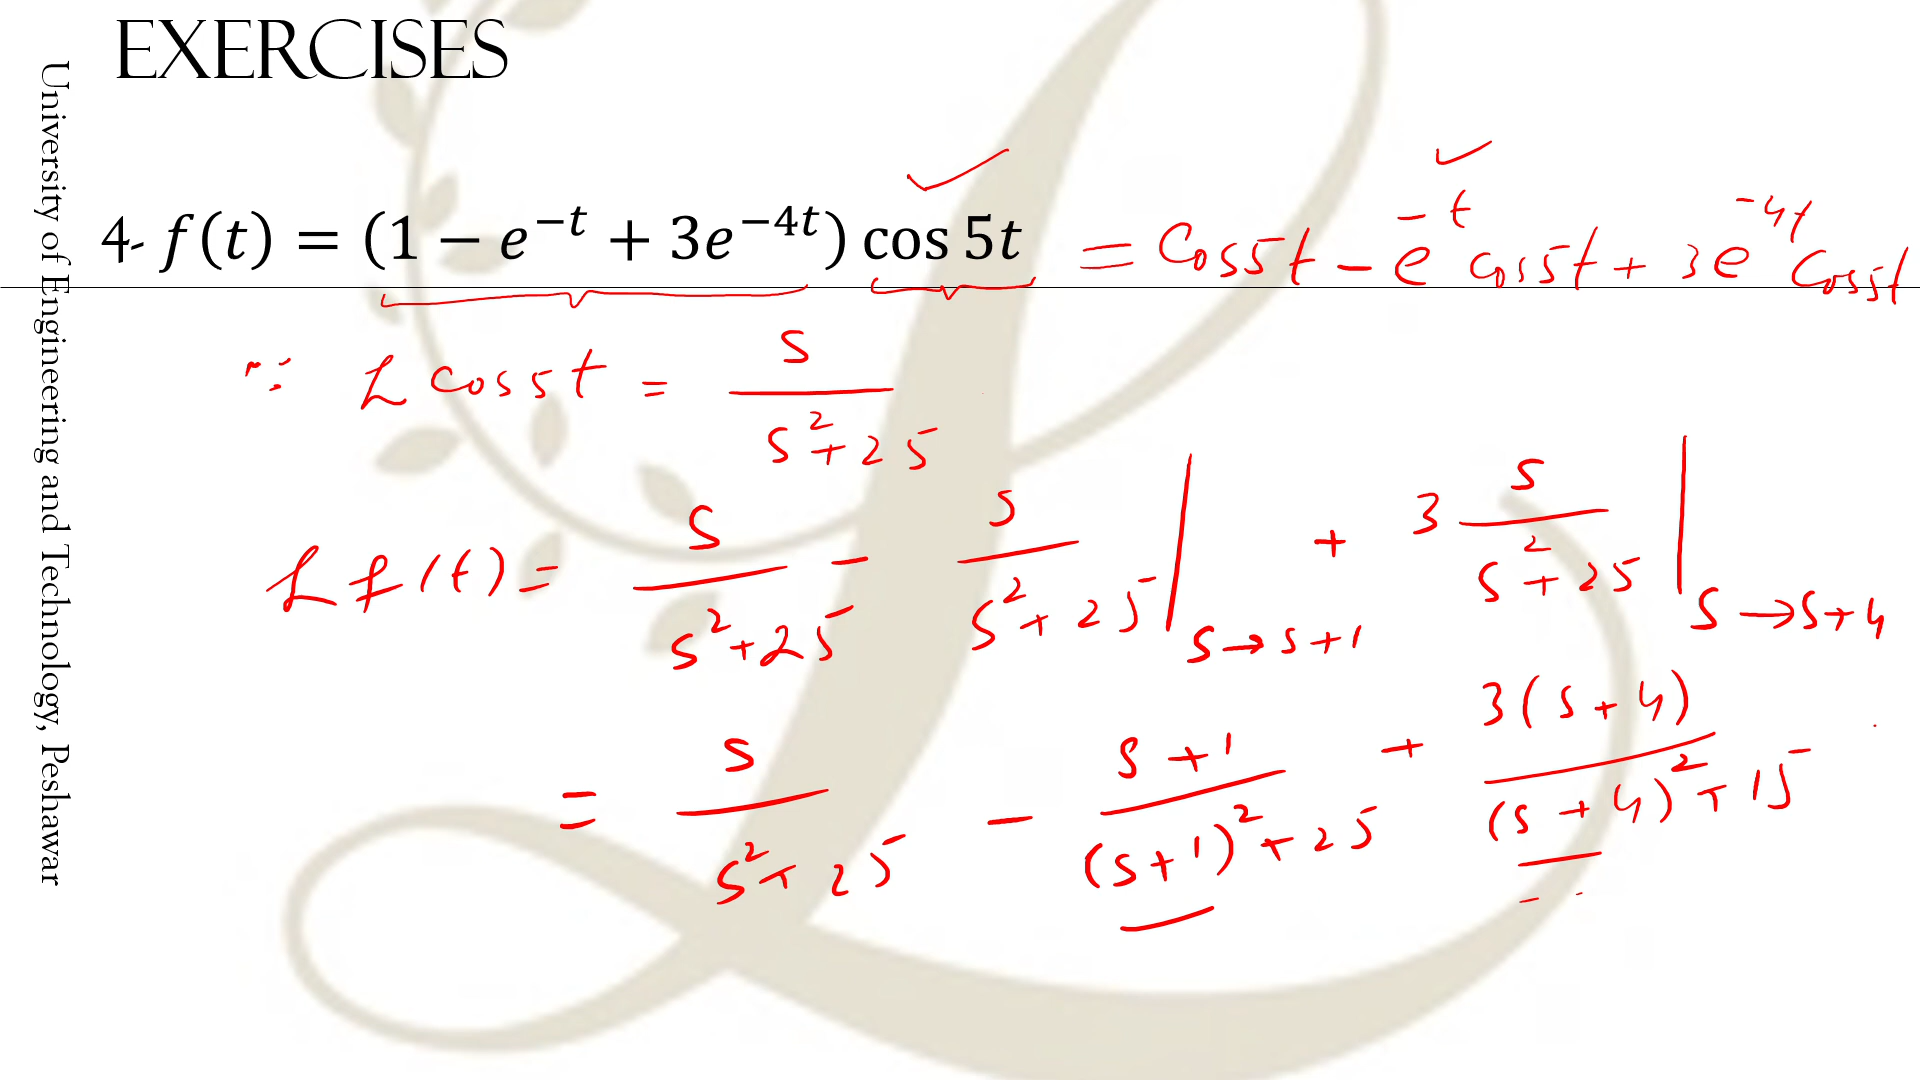 EXERCISES
University of Engineering and Technology, Peshawar
4- f(t) = (1 − e^{−t} + 3e^{−4t}) cos 5t = Cos5t − e^{−t} cos5t + 3e^{−4t} Cos5t
∵ ℒ cos5t = s/(s²+25)
ℒ f(t) = s/(s²+25) − s/(s²+25)|_{s→s+1} + 3 s/(s²+25)|_{s→s+4}
= s/(s²+25) − (s+1)/((s+1)²+25) + 3(s+4)/((s+4)²+15)